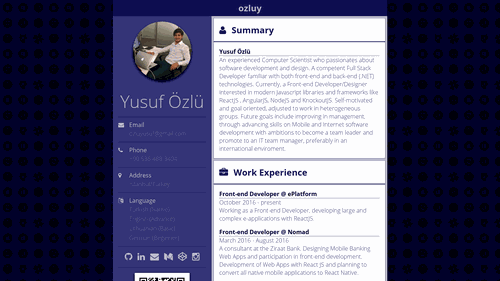 ozluy
Yusuf Özlü
Email
Phone
Address
Language
Summary
Yusuf Özlü
An experienced Computer Scientist who passionates about
software development and design. A competent Full Stack
Developer familiar with both front-end and back-end (.NET)
technologies. Currently, a Front-end Developer/Designer
interested in modern Javascript libraries and frameworks like
ReactJS , AngularJS, NodeJS and KnockoutJS. Self-motivated
and goal-oriented; adjusted to work in heterogeneous
groups. Future goals include improving in management;
through advancing skills on Mobile and Internet software
development with ambitions to become a team leader and
promote to an IT team manager, preferably in an
international enviroment.
Work Experience
Front-end Developer @ ePlatform
October 2016 - present
Working as a Front-end Developer, developing large and
complex e-applications with ReactJS
Front-end Developer @ Nomad
March 2016 - August 2016
A consultant at the Ziraat Bank. Designing Mobile Banking
Web Apps and participation in front-end development.
Development of Web Apps with React JS and planning to
convert all native mobile applications to React Native.